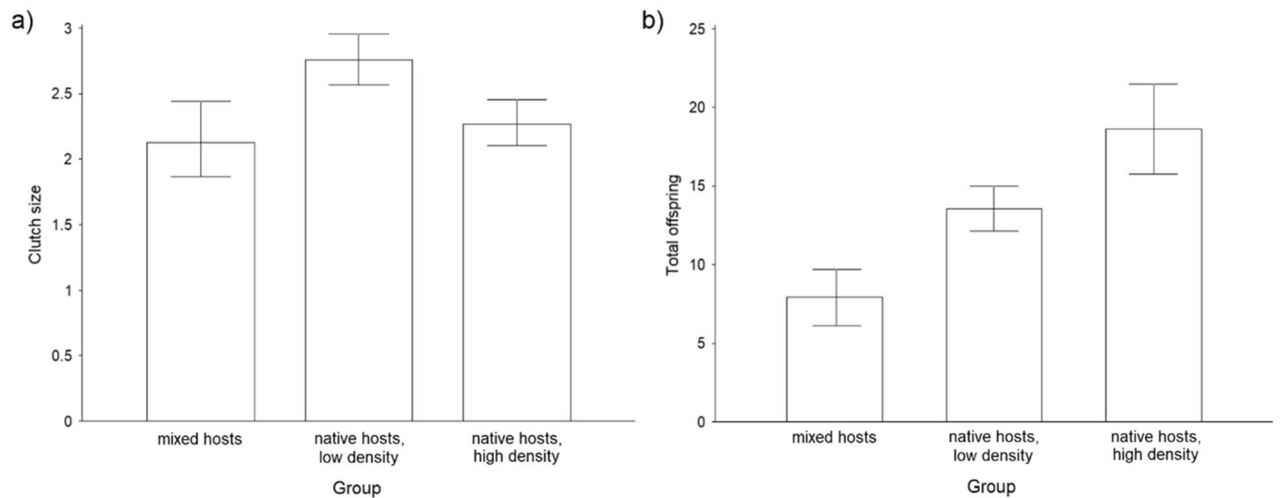 a)
3
2.5
2
1.5
1
0.5
0
Clutch size
mixed hosts
native hosts,
low density
native hosts,
high density
Group
b)
25
20
15
10
5
0
Total offspring
mixed hosts
native hosts,
low density
native hosts,
high density
Group